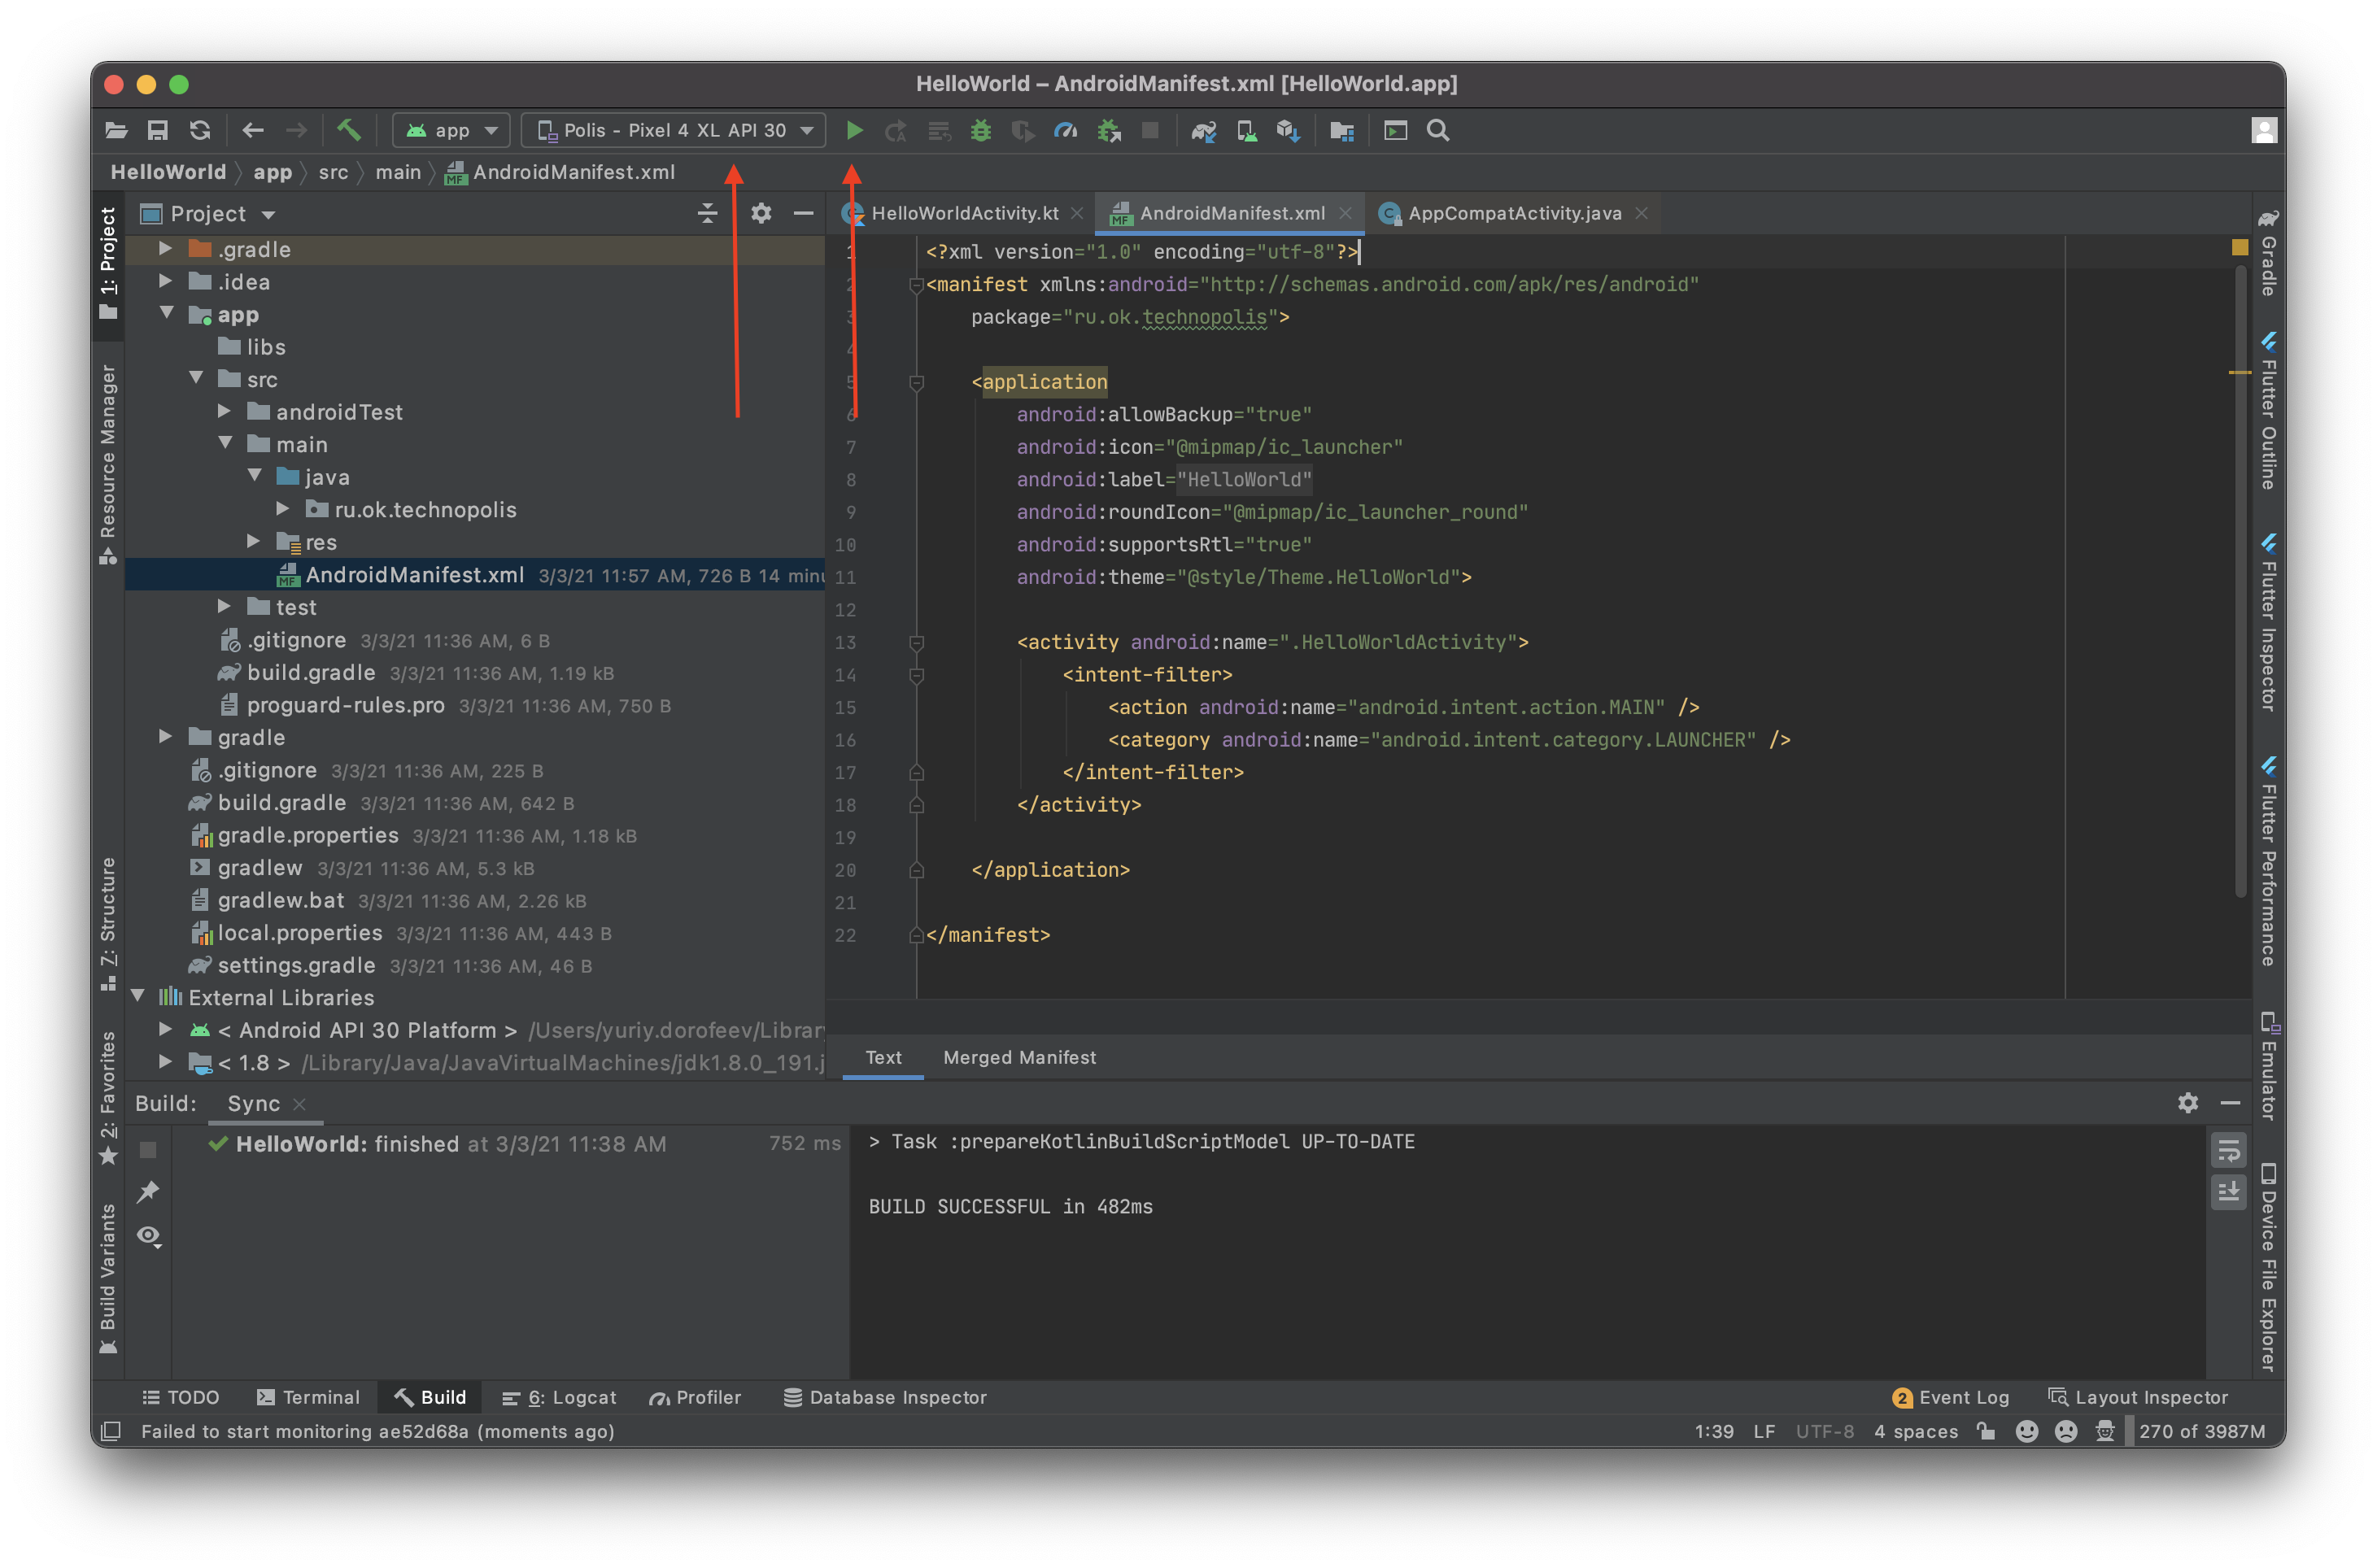 HelloWorld – AndroidManifest.xml [HelloWorld.app]
app
Polis - Pixel 4 XL API 30
HelloWorld
app
src
main
MF
AndroidManifest.xml
1: Project
Resource Manager
Z: Structure
2: Favorites
Build Variants
Project
.gradle
.idea
app
libs
src
androidTest
main
java
ru.ok.technopolis
res
MF AndroidManifest.xml 3/3/21 11:57 AM, 726 B 14 minu
test
.gitignore 3/3/21 11:36 AM, 6 B
build.gradle 3/3/21 11:36 AM, 1.19 kB
proguard-rules.pro 3/3/21 11:36 AM, 750 B
gradle
.gitignore 3/3/21 11:36 AM, 225 B
build.gradle 3/3/21 11:36 AM, 642 B
gradle.properties 3/3/21 11:36 AM, 1.18 kB
gradlew 3/3/21 11:36 AM, 5.3 kB
gradlew.bat 3/3/21 11:36 AM, 2.26 kB
local.properties 3/3/21 11:36 AM, 443 B
settings.gradle 3/3/21 11:36 AM, 46 B
External Libraries
< Android API 30 Platform > /Users/yuriy.dorofeev/Library
< 1.8 > /Library/Java/JavaVirtualMachines/jdk1.8.0_191.j
HelloWorldActivity.kt
MF AndroidManifest.xml
C AppCompatActivity.java
1 <?xml version="1.0" encoding="utf-8"?>
2 <manifest xmlns:android="http://schemas.android.com/apk/res/android"
3 package="ru.ok.technopolis">
4
5 <application
6 android:allowBackup="true"
7 android:icon="@mipmap/ic_launcher"
8 android:label="HelloWorld"
9 android:roundIcon="@mipmap/ic_launcher_round"
10 android:supportsRtl="true"
11 android:theme="@style/Theme.HelloWorld">
12
13 <activity android:name=".HelloWorldActivity">
14 <intent-filter>
15 <action android:name="android.intent.action.MAIN" />
16 <category android:name="android.intent.category.LAUNCHER" />
17 </intent-filter>
18 </activity>
19
20 </application>
21
22 </manifest>
Text
Merged Manifest
Gradle
Flutter Outline
Flutter Inspector
Flutter Performance
Emulator
Device File Explorer
Build:
Sync
HelloWorld: finished at 3/3/21 11:38 AM 752 ms
> Task :prepareKotlinBuildScriptModel UP-TO-DATE
BUILD SUCCESSFUL in 482ms
TODO
Terminal
Build
6: Logcat
Profiler
Database Inspector
2 Event Log
Layout Inspector
Failed to start monitoring ae52d68a (moments ago)
1:39 LF UTF-8 4 spaces
270 of 3987M